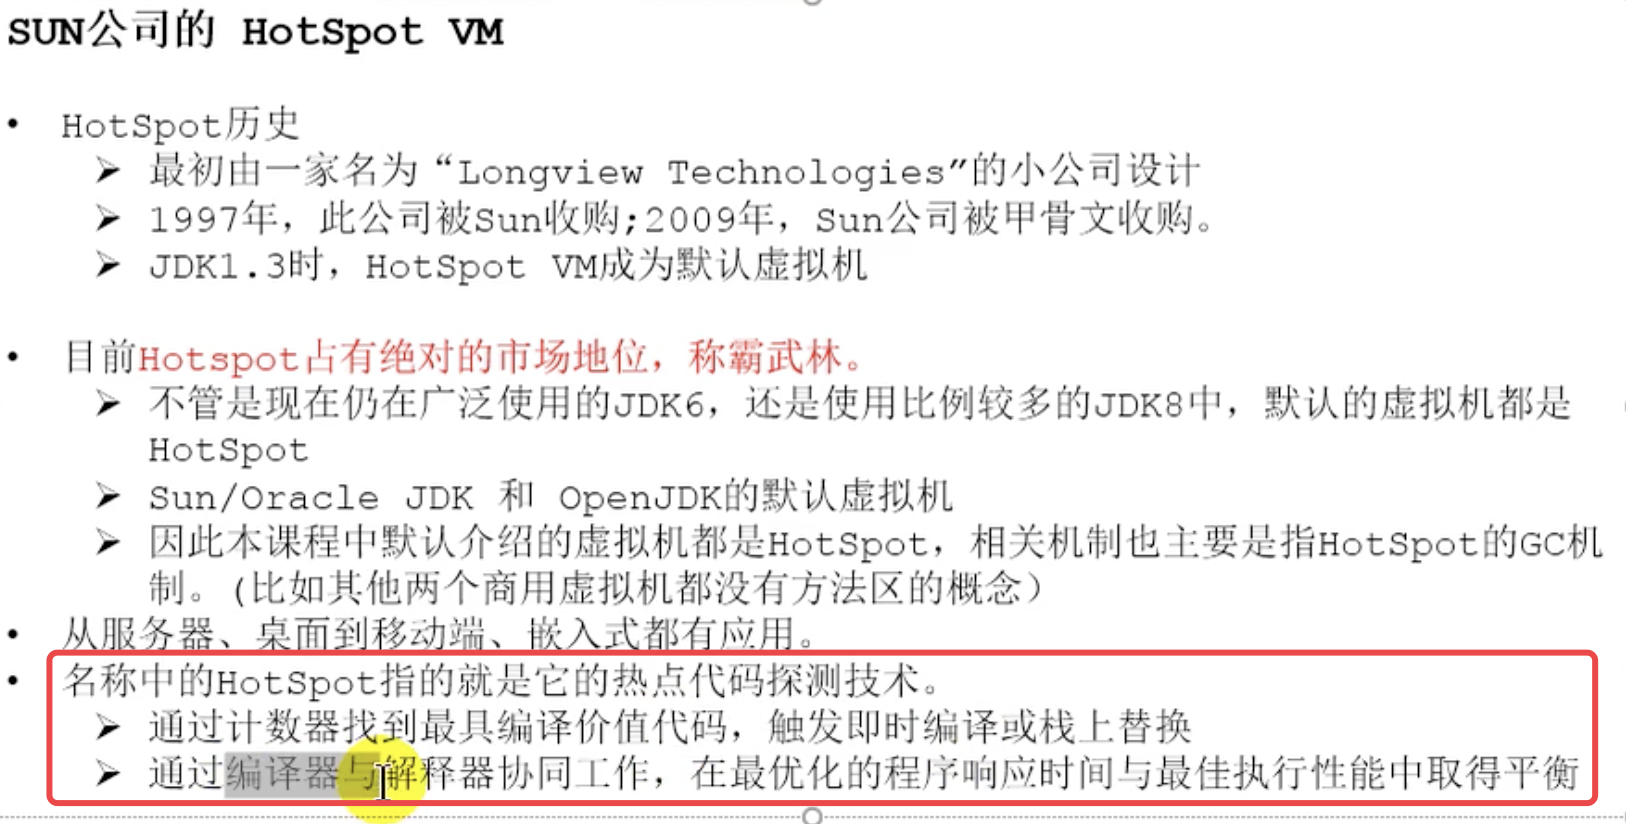 SUN公司的 HotSpot VM
• HotSpot历史
➢ 最初由一家名为“Longview Technologies”的小公司设计
➢ 1997年，此公司被Sun收购;2009年，Sun公司被甲骨文收购。
➢ JDK1.3时，HotSpot VM成为默认虚拟机
• 目前Hotspot占有绝对的市场地位，称霸武林。
➢ 不管是现在仍在广泛使用的JDK6，还是使用比例较多的JDK8中，默认的虚拟机都是
HotSpot
➢ Sun/Oracle JDK 和 OpenJDK的默认虚拟机
➢ 因此本课程中默认介绍的虚拟机都是HotSpot，相关机制也主要是指HotSpot的GC机
制。(比如其他两个商用虚拟机都没有方法区的概念）
• 从服务器、桌面到移动端、嵌入式都有应用。
• 名称中的HotSpot指的就是它的热点代码探测技术。
➢ 通过计数器找到最具编译价值代码，触发即时编译或栈上替换
➢ 通过编译器与解释器协同工作，在最优化的程序响应时间与最佳执行性能中取得平衡